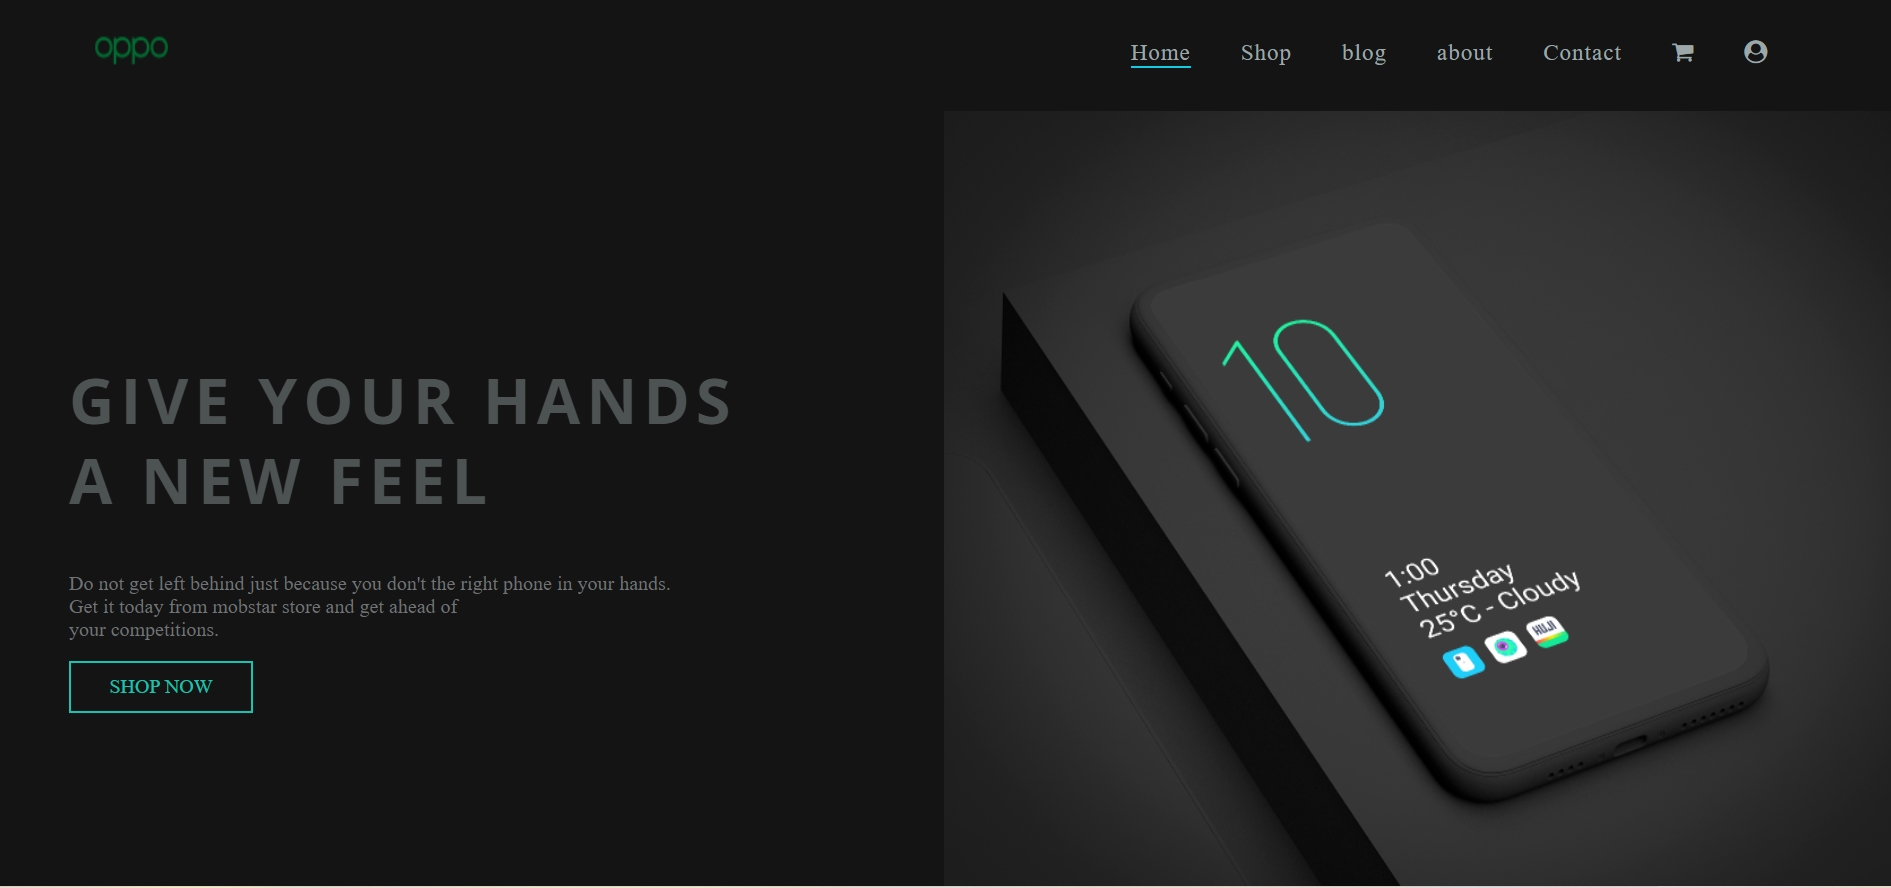 oppo
Home Shop blog about Contact
10
GIVE YOUR HANDS
A NEW FEEL
1:00
Thursday
25°C - Cloudy
HUJI
Do not get left behind just because you don't the right phone in your hands.
Get it today from mobstar store and get ahead of
your competitions.
SHOP NOW